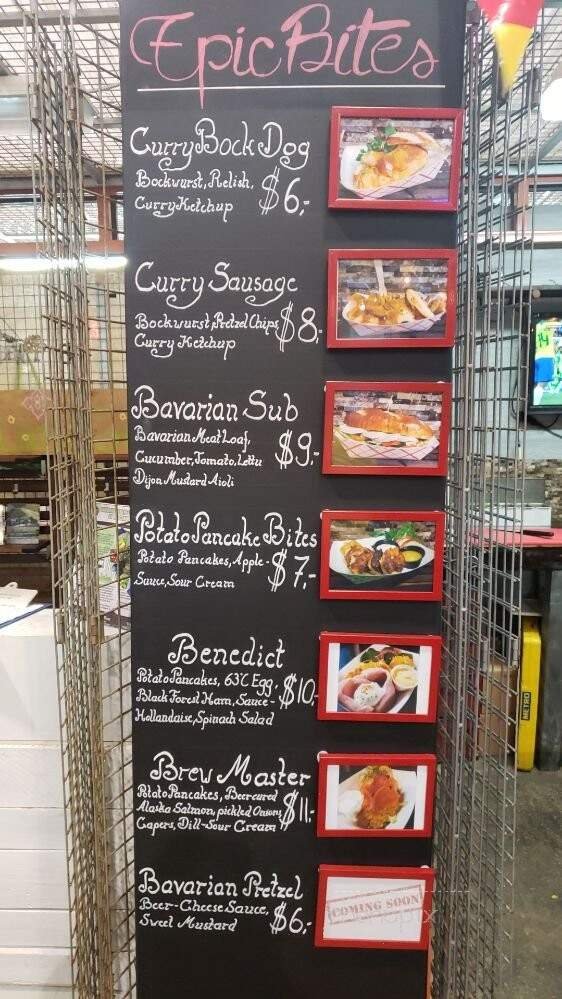 Epic Bites
Curry Bock Dog
Bockwurst, Relish,
Curry Ketchup $6,-
Curry Sausage
Bockwurst, Pretzel Chips, $8,-
Curry Ketchup
Bavarian Sub
Bavarian Meat Loaf,
Cucumber, Tomato, Lettu $9,-
Dijon Mustard Aioli
Potato Pancake Bites
Potato Pancakes, Apple-
Sauce, Sour Cream $7,-
Benedict
Potato Pancakes, 63C Egg,
Black Forest Ham, Sauce- $10,-
Hollandaise, Spinach Salad
Brew Master
Potato Pancakes, Beercured
Alaska Salmon, pickled Onions $11,-
Capers, Dill-Sour Cream
Bavarian Pretzel
Beer-Cheese Sauce,
Sweet Mustard $6,-
COMING SOON
METRO